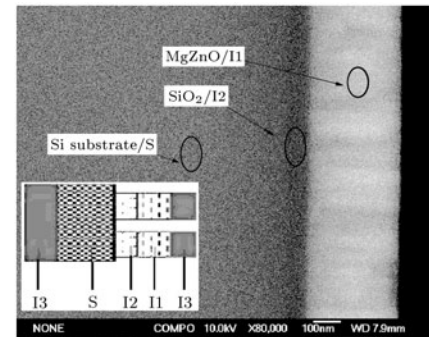 MgZnO/I1
SiO₂/I2
Si substrate/S
I3 S I2 I1 I3
NONE COMPO 10.0kV X80,000 100nm WD 7.9mm